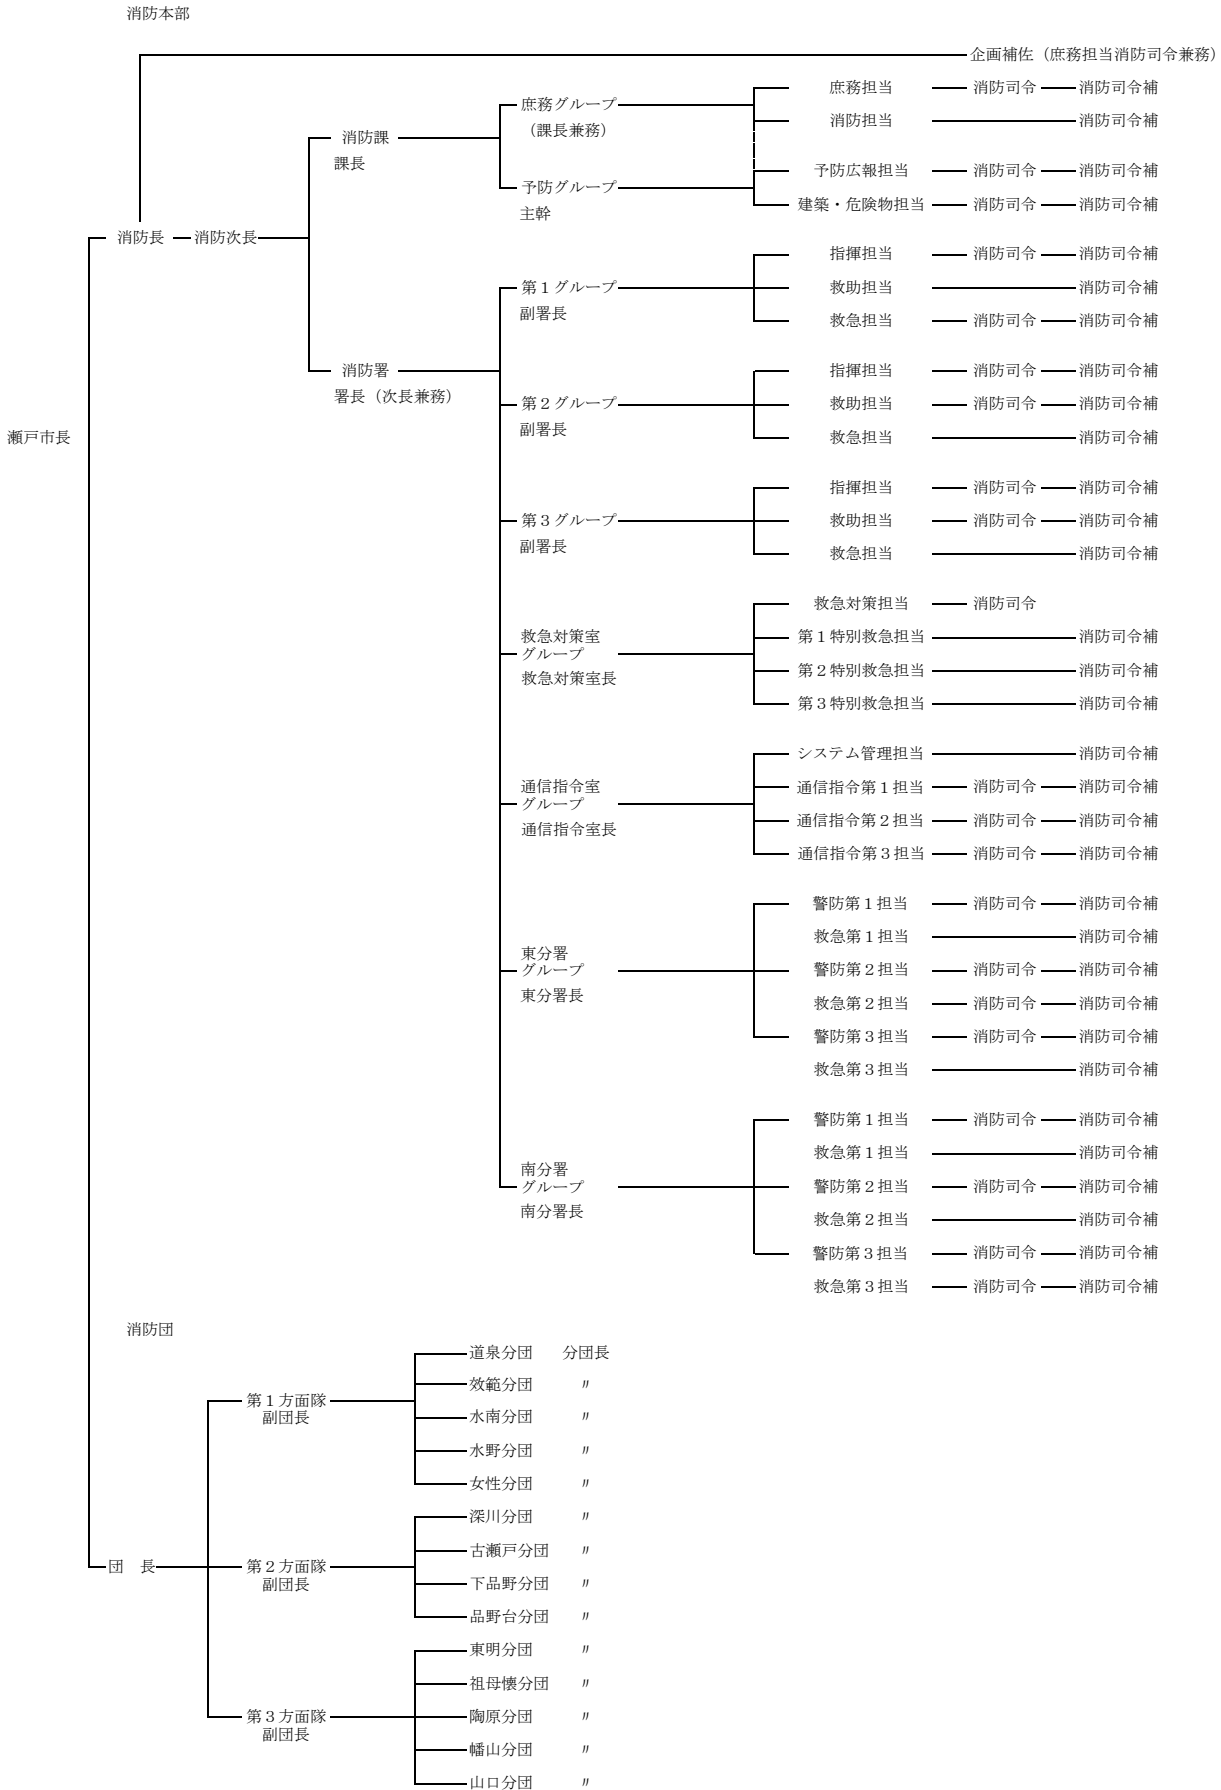 消防本部
企画補佐（庶務担当消防司令兼務）
庶務担当 消防司令 消防司令補
庶務グループ
（課長兼務）
消防担当 消防司令補
消防課
課長
予防広報担当 消防司令 消防司令補
予防グループ
主幹
建築・危険物担当 消防司令 消防司令補
消防長 消防次長
指揮担当 消防司令 消防司令補
第１グループ 救助担当 消防司令補
副署長
救急担当 消防司令 消防司令補
消防署
署長（次長兼務）
指揮担当 消防司令 消防司令補
第２グループ 救助担当 消防司令 消防司令補
副署長
救急担当 消防司令補
瀬戸市長
指揮担当 消防司令 消防司令補
第３グループ 救助担当 消防司令 消防司令補
副署長
救急担当 消防司令補
救急対策担当 消防司令
救急対策室
グループ
救急対策室長
第１特別救急担当 消防司令補
第２特別救急担当 消防司令補
第３特別救急担当 消防司令補
システム管理担当 消防司令補
通信指令室
グループ
通信指令室長
通信指令第１担当 消防司令 消防司令補
通信指令第２担当 消防司令 消防司令補
通信指令第３担当 消防司令 消防司令補
警防第１担当 消防司令 消防司令補
救急第１担当 消防司令補
東分署
グループ
東分署長
警防第２担当 消防司令 消防司令補
救急第２担当 消防司令 消防司令補
警防第３担当 消防司令 消防司令補
救急第３担当 消防司令補
警防第１担当 消防司令 消防司令補
救急第１担当 消防司令補
南分署
グループ
南分署長
警防第２担当 消防司令 消防司令補
救急第２担当 消防司令補
警防第３担当 消防司令 消防司令補
救急第３担当 消防司令 消防司令補
消防団
道泉分団 分団長
効範分団 〃
第１方面隊
副団長
水南分団 〃
水野分団 〃
女性分団 〃
深川分団 〃
古瀬戸分団 〃
団　長
第２方面隊
副団長
下品野分団 〃
品野台分団 〃
東明分団 〃
祖母懐分団 〃
第３方面隊
副団長
陶原分団 〃
幡山分団 〃
山口分団 〃